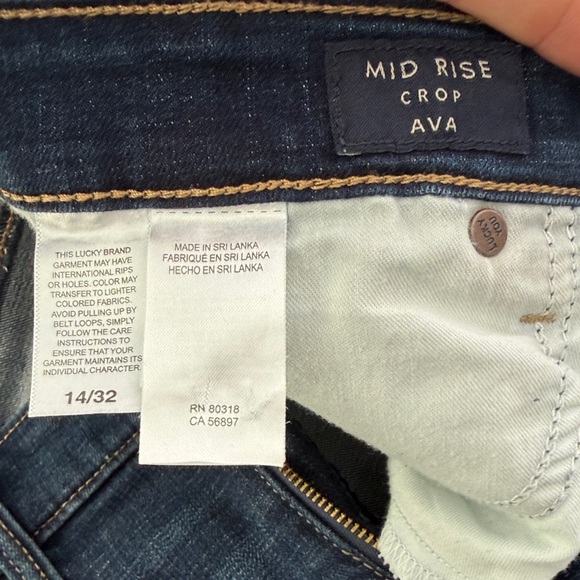 MID RISE
CROP
AVA
THIS LUCKY BRAND
GARMENT MAY HAVE
INTERNATIONAL RIPS
OR HOLES. COLOR MAY
TRANSFER TO LIGHTER
COLORED FABRICS.
AVOID PULLING UP BY
BELT LOOPS, SIMPLY
FOLLOW THE CARE
INSTRUCTIONS TO
ENSURE THAT YOUR
GARMENT MAINTAINS ITS
INDIVIDUAL CHARACTER
14/32
MADE IN SRI LANKA
FABRIQUÉ EN SRI LANKA
HECHO EN SRI LANKA
RN 80318
CA 56897
LUCKY
YOU